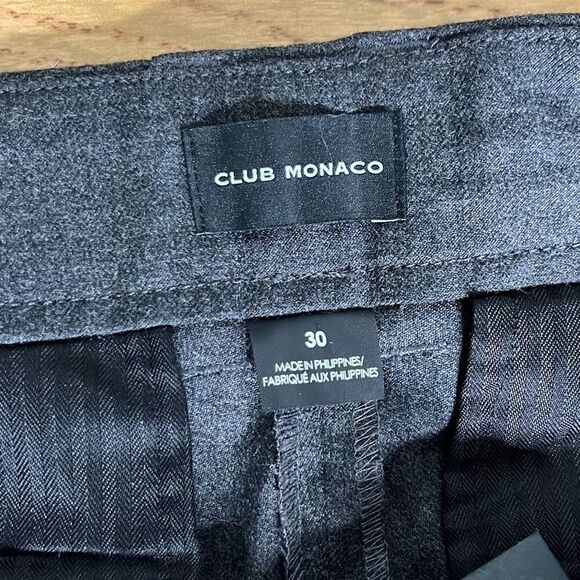 CLUB MONACO
30
MADE IN PHILIPPINES/
FABRIQUÉ AUX PHILIPPINES